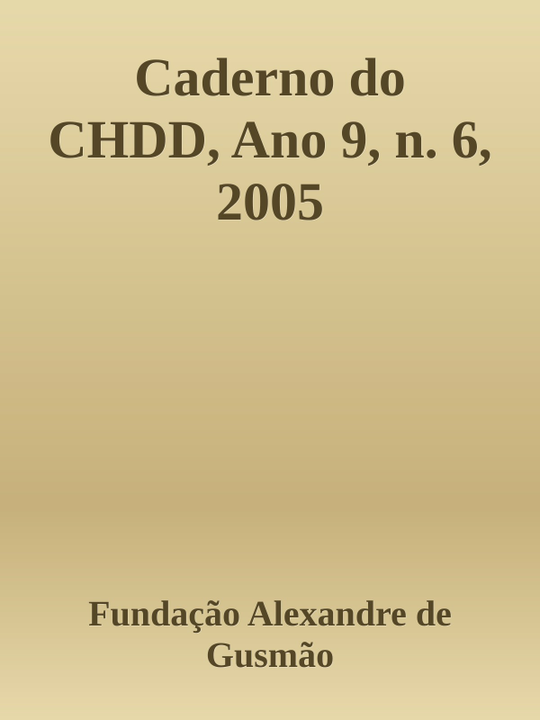 Caderno do
CHDD, Ano 9, n. 6,
2005
Fundação Alexandre de
Gusmão